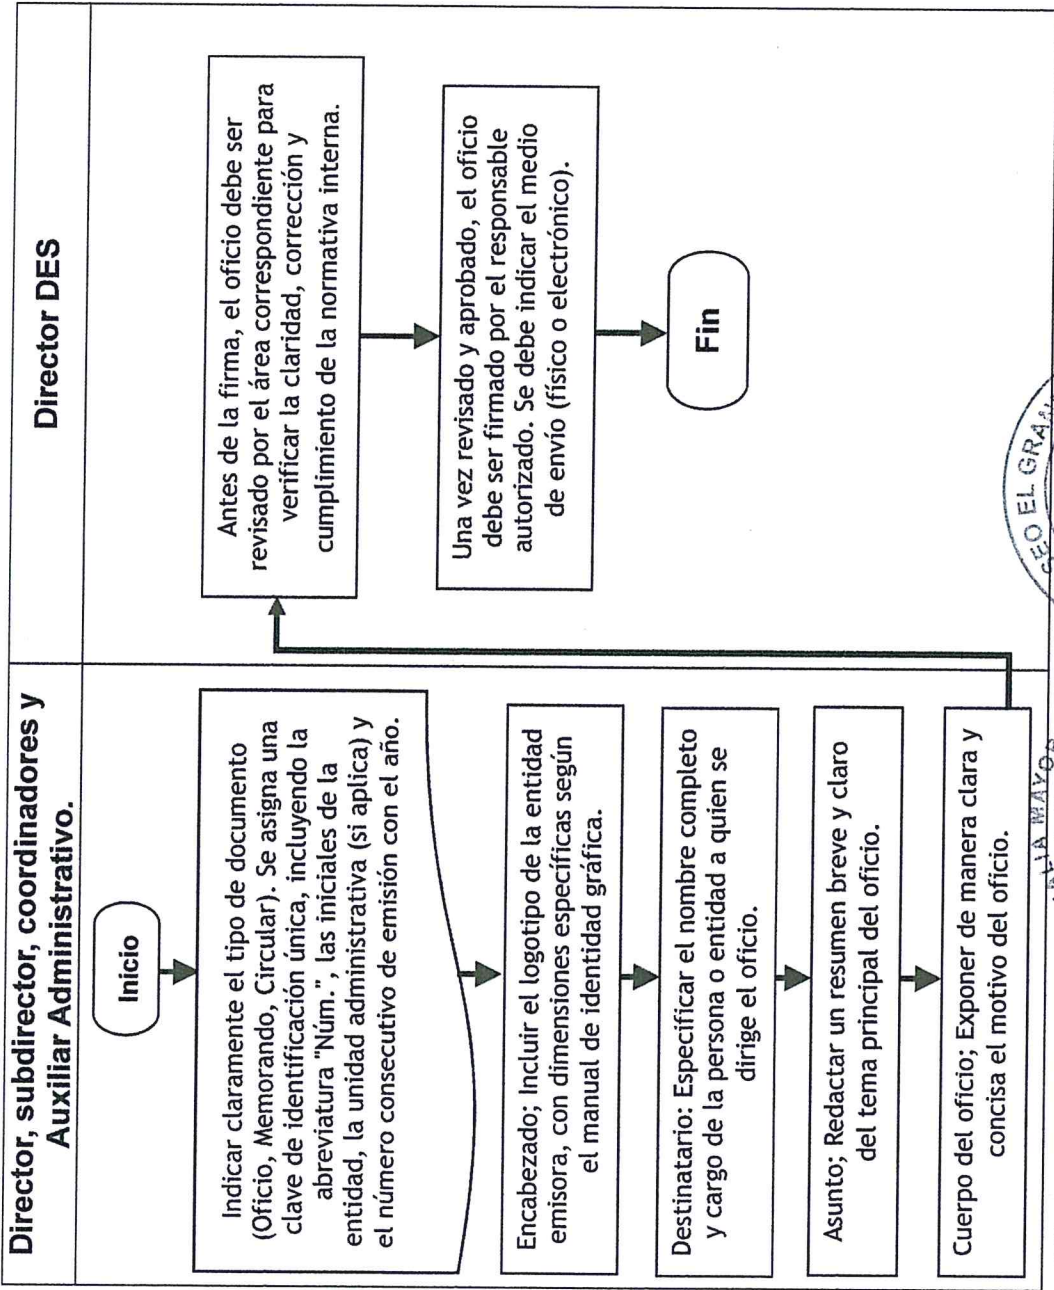 Director, subdirector, coordinadores y
Auxiliar Administrativo.
Inicio
Indicar claramente el tipo de documento
(Oficio, Memorando, Circular). Se asigna una
clave de identificación única, incluyendo la
abreviatura "Núm.", las iniciales de la
entidad, la unidad administrativa (si aplica) y
el número consecutivo de emisión con el año.
Encabezado; Incluir el logotipo de la entidad
emisora, con dimensiones específicas según
el manual de identidad gráfica.
Destinatario: Especificar el nombre completo
y cargo de la persona o entidad a quien se
dirige el oficio.
Asunto; Redactar un resumen breve y claro
del tema principal del oficio.
Cuerpo del oficio; Exponer de manera clara y
concisa el motivo del oficio.
Director DES
Antes de la firma, el oficio debe ser
revisado por el área correspondiente para
verificar la claridad, corrección y
cumplimiento de la normativa interna.
Una vez revisado y aprobado, el oficio
debe ser firmado por el responsable
autorizado. Se debe indicar el medio
de envío (físico o electrónico).
Fin
EL